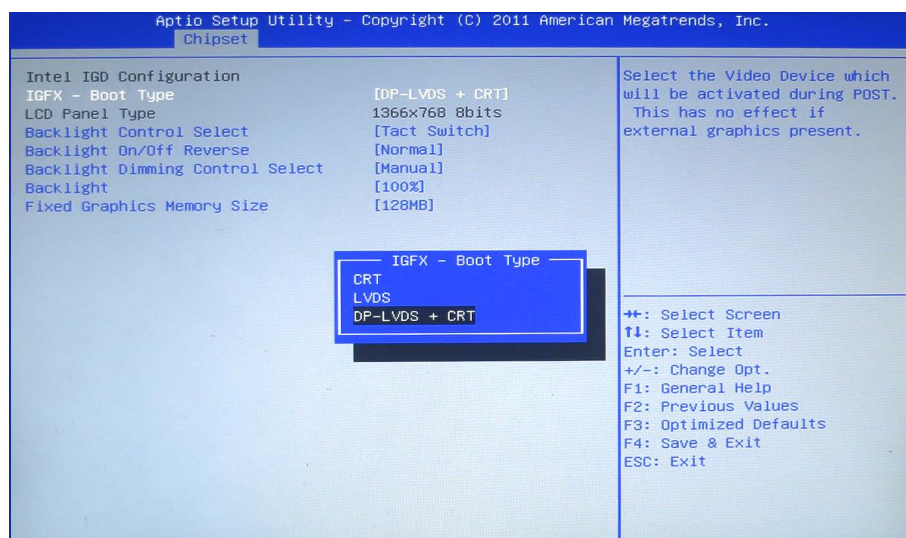 Aptio Setup Utility – Copyright (C) 2011 American Megatrends, Inc.
Chipset
Intel IGD Configuration
IGFX – Boot Type [DP-LVDS + CRT]
LCD Panel Type 1366x768 8bits
Backlight Control Select [Tact Switch]
Backlight On/Off Reverse [Normal]
Backlight Dimming Control Select [Manual]
Backlight [100%]
Fixed Graphics Memory Size [128MB]
IGFX – Boot Type
CRT
LVDS
DP-LVDS + CRT
Select the Video Device which
will be activated during POST.
This has no effect if
external graphics present.
→←: Select Screen
↑↓: Select Item
Enter: Select
+/-: Change Opt.
F1: General Help
F2: Previous Values
F3: Optimized Defaults
F4: Save & Exit
ESC: Exit